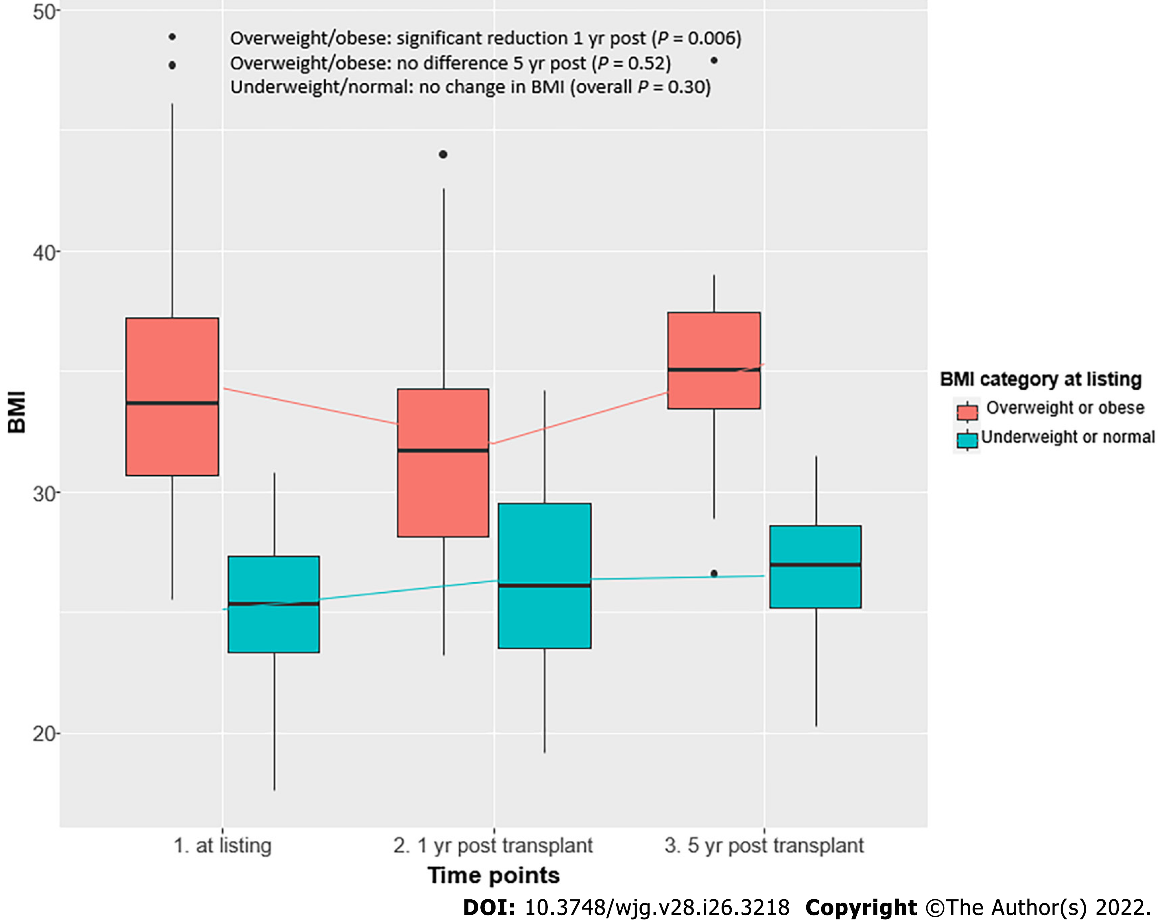 Overweight/obese: significant reduction 1 yr post (P = 0.006)
Overweight/obese: no difference 5 yr post (P = 0.52)
Underweight/normal: no change in BMI (overall P = 0.30)
50
40
30
20
BMI
BMI category at listing
Overweight or obese
Underweight or normal
1. at listing
2. 1 yr post transplant
3. 5 yr post transplant
Time points
DOI: 10.3748/wjg.v28.i26.3218 Copyright ©The Author(s) 2022.